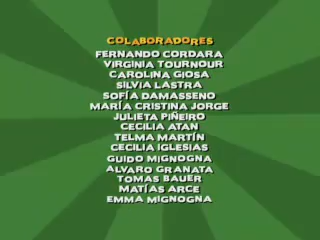 COLABORADORES
FERNANDO CORDARA
VIRGINIA TOURNOUR
CAROLINA GIOSA
SILVIA LASTRA
SOFÍA DAMASSENO
MARÍA CRISTINA JORGE
JULIETA PIÑEIRO
CECILIA ATAN
TELMA MARTÍN
CECILIA IGLESIAS
GUIDO MIGNOGNA
ALVARO GRANATA
TOMAS BAUER
MATÍAS ARCE
EMMA MIGNOGNA